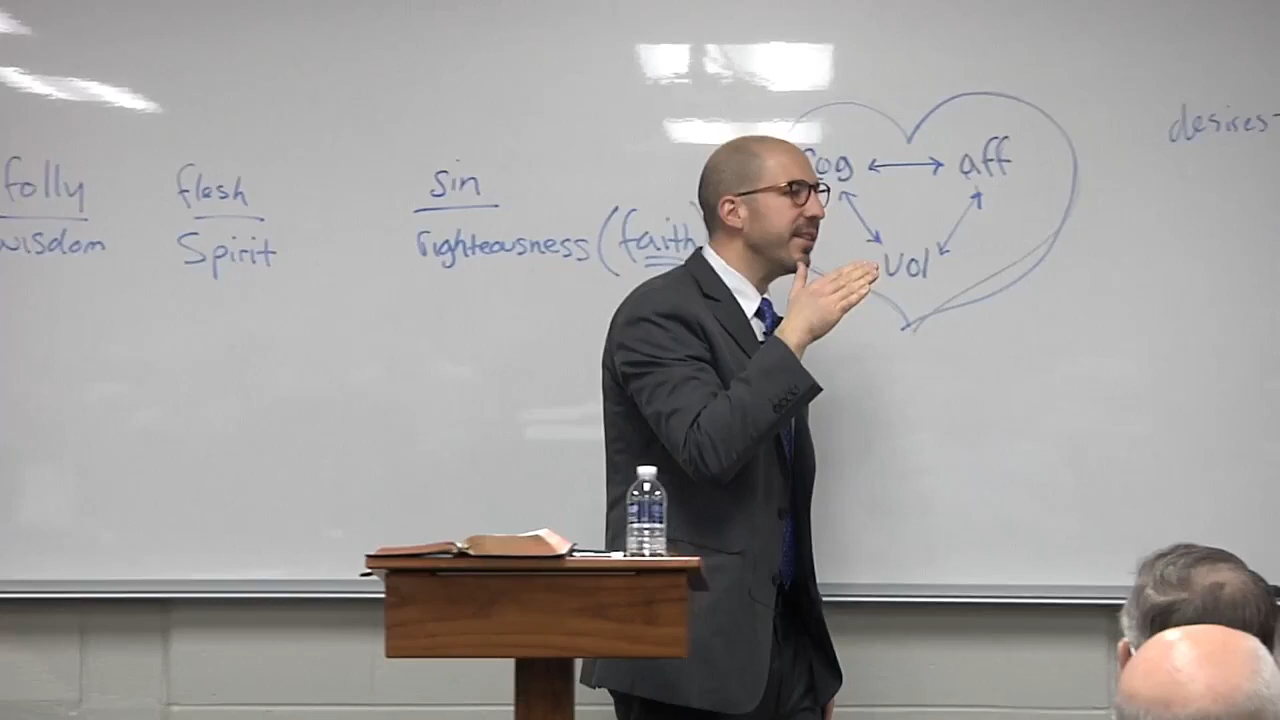 folly
wisdom
flesh
Spirit
sin
righteousness (faith
cog aff
vol
desires-